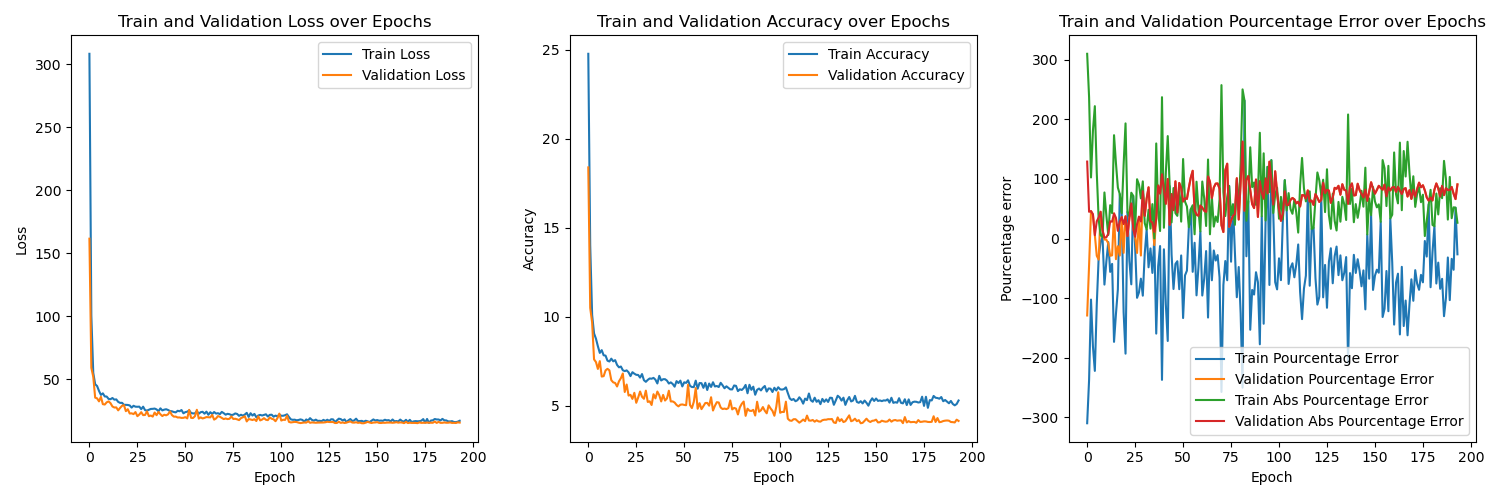 Train and Validation Loss over Epochs
Train Loss
Validation Loss
Loss
300
250
200
150
100
50
0
25
50
75
100
125
150
175
200
Epoch
Train and Validation Accuracy over Epochs
Train Accuracy
Validation Accuracy
Accuracy
25
20
15
10
5
0
25
50
75
100
125
150
175
200
Epoch
Train and Validation Pourcentage Error over Epochs
Pourcentage error
300
200
100
0
−100
−200
−300
Train Pourcentage Error
Validation Pourcentage Error
Train Abs Pourcentage Error
Validation Abs Pourcentage Error
0
25
50
75
100
125
150
175
200
Epoch